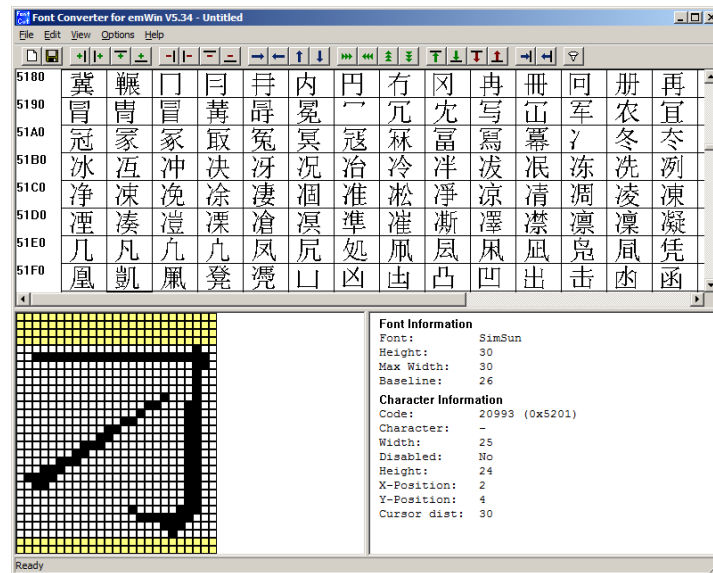 Font Converter for emWin V5.34 - Untitled
File Edit View Options Help
5180 冀 冁 冂 冃 冄 内 円 冇 冈 冉 冊 冋 册 再
5190 冐 冑 冒 冓 冔 冕 冖 冗 冘 写 冚 军 农 冝
51A0 冠 冡 冢 冣 冤 冥 冦 冧 冨 冩 冪 冫 冬 冭
51B0 冰 冱 冲 决 冴 况 冶 冷 冸 冹 冺 冻 冼 冽
51C0 净 凁 凂 凃 凄 凅 准 凇 凈 凉 凊 凋 凌 凍
51D0 凐 凑 凒 凓 凔 凕 凖 凗 凘 凙 凚 凛 凜 凝
51E0 几 凡 凢 凣 凤 凥 処 凧 凨 凩 凪 凫 凬 凭
51F0 凰 凱 凲 凳 凴 凵 凶 凷 凸 凹 出 击 凼 函
刁
Font Information
Font: SimSun
Height: 30
Max Width: 30
Baseline: 26
Character Information
Code: 20993 (0x5201)
Character: -
Width: 25
Disabled: No
Height: 24
X-Position: 2
Y-Position: 4
Cursor dist: 30
Ready